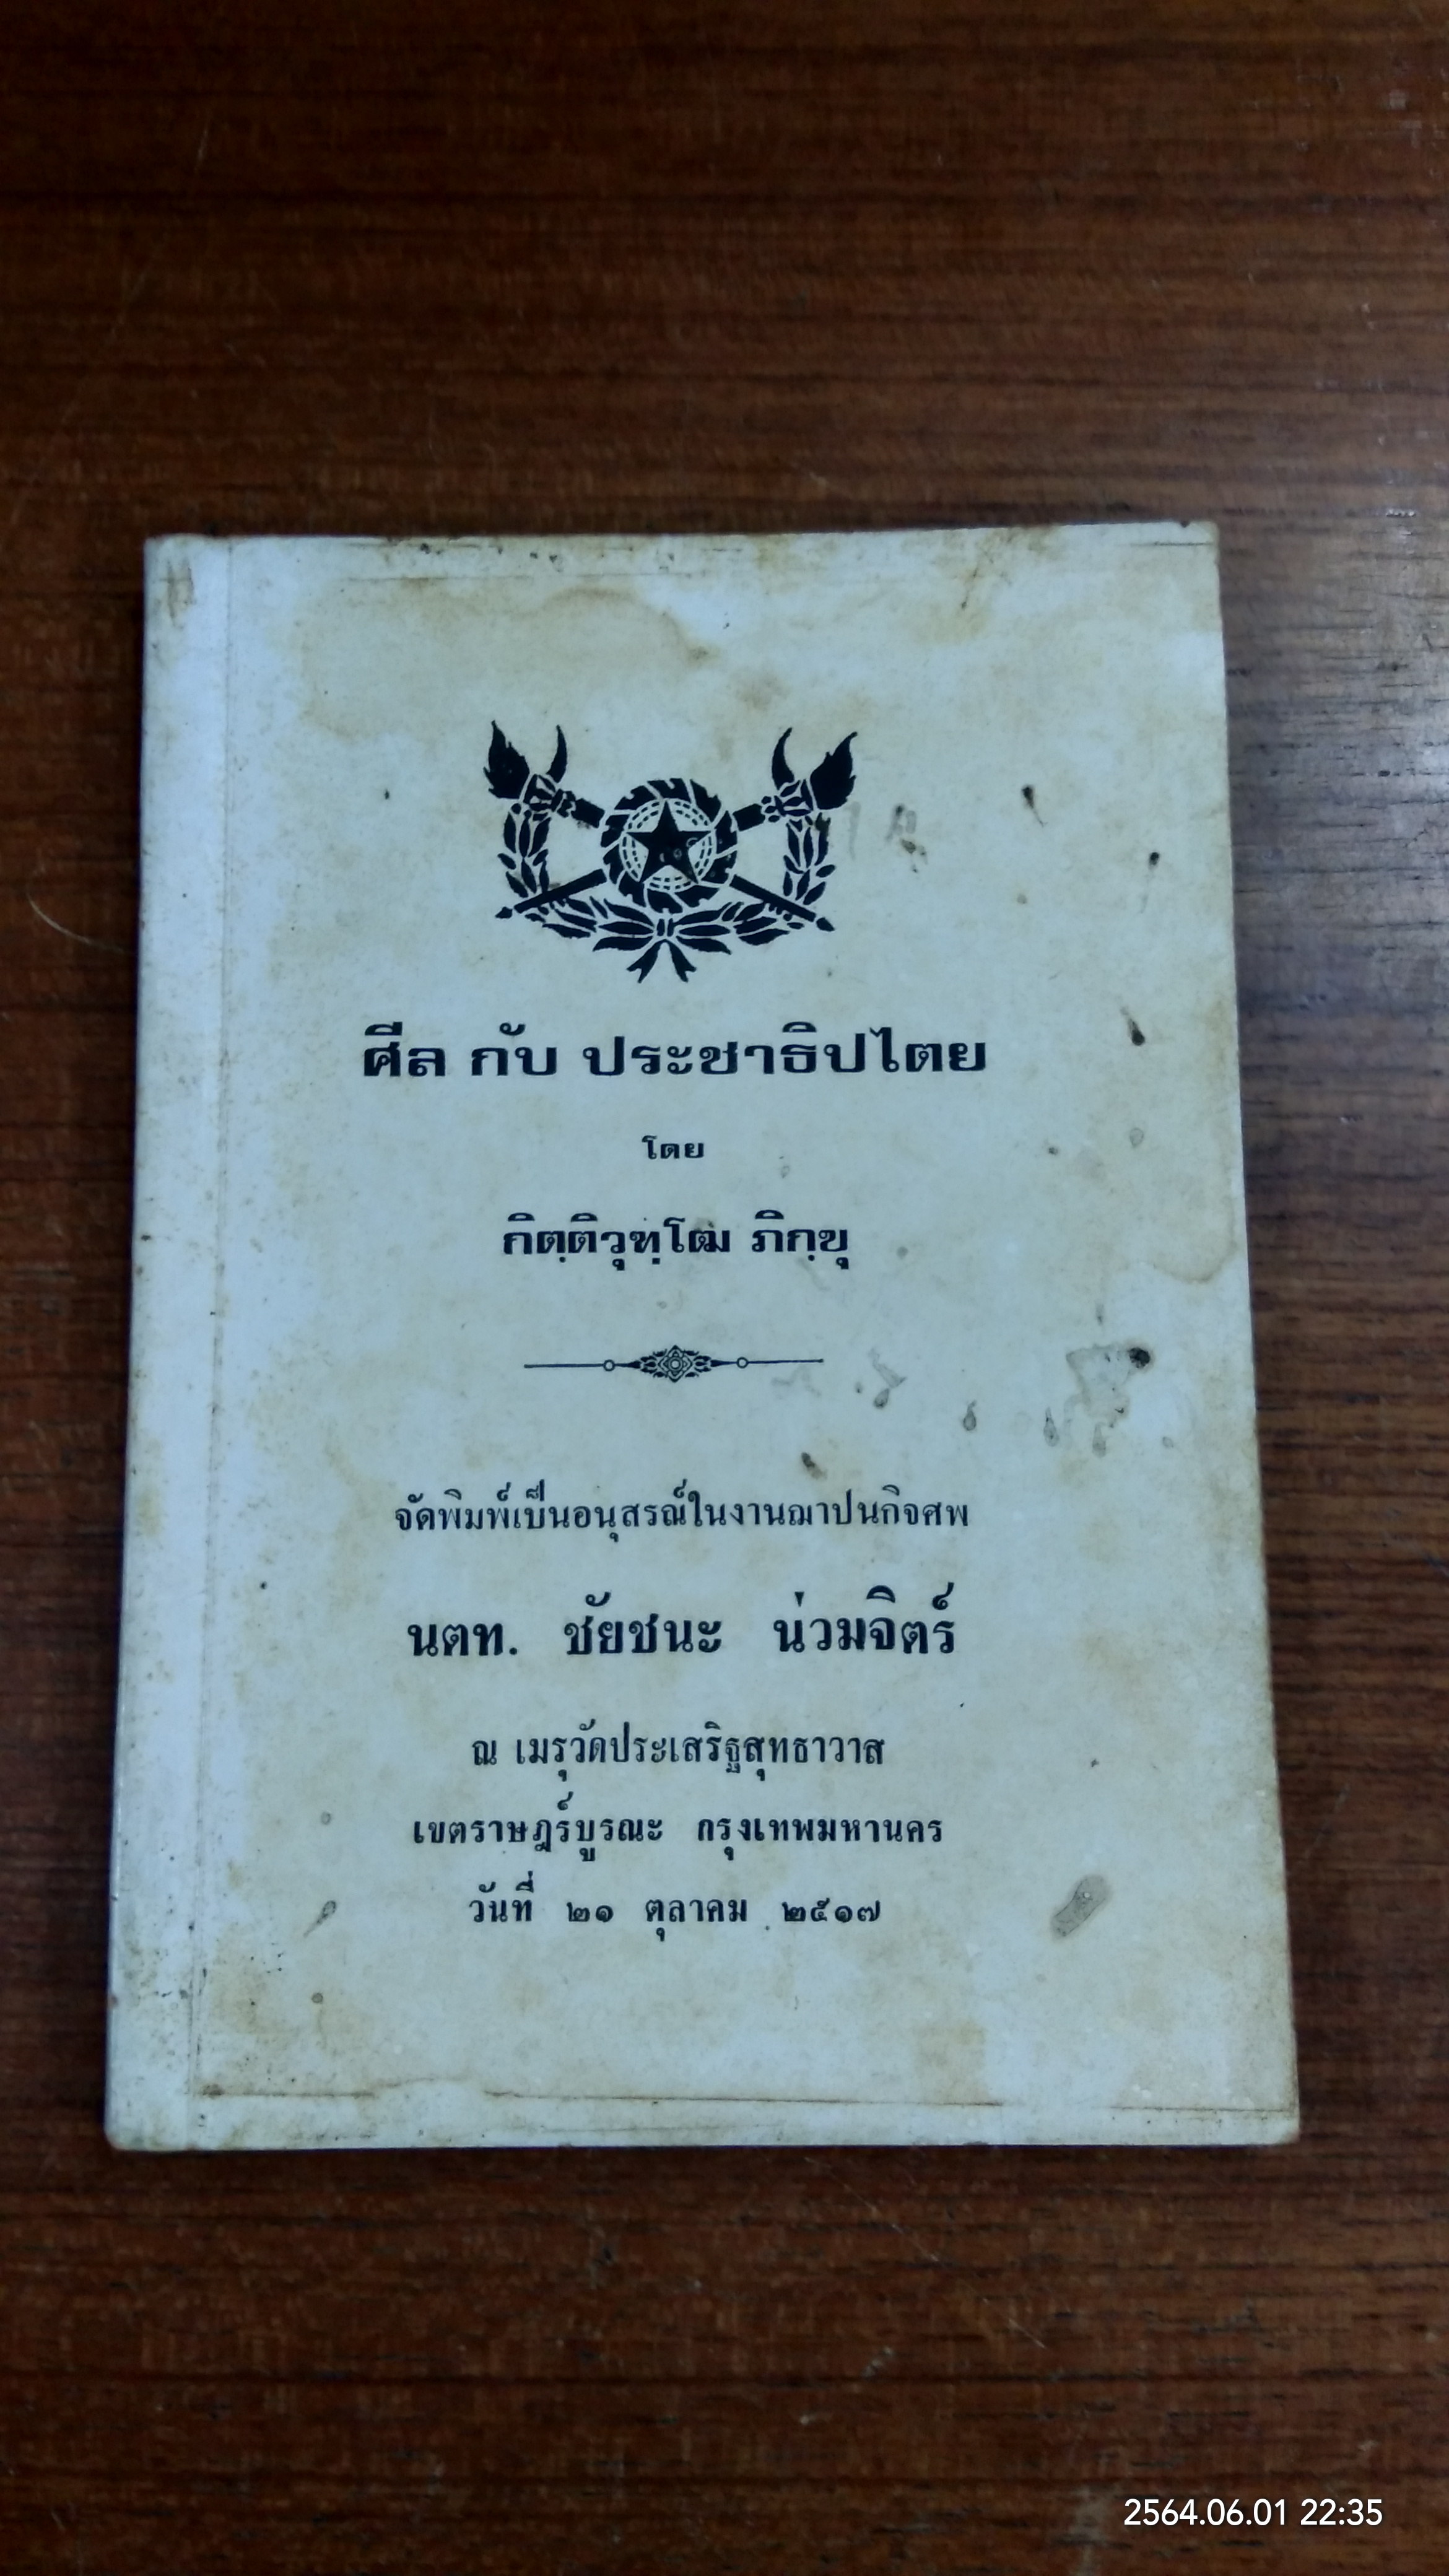 ศีล กับ ประชาธิปไตย
โดย
กิตฺติวุฑฺโฒ ภิกฺขุ
จัดพิมพ์เป็นอนุสรณ์ในงานฌาปนกิจศพ
นตท. ชัยชนะ น่วมจิตร์
ณ เมรุวัดประเสริฐสุทธาวาส
เขตราษฎร์บูรณะ กรุงเทพมหานคร
วันที่ ๒๑ ตุลาคม ๒๕๑๗
2564.06.01 22:35